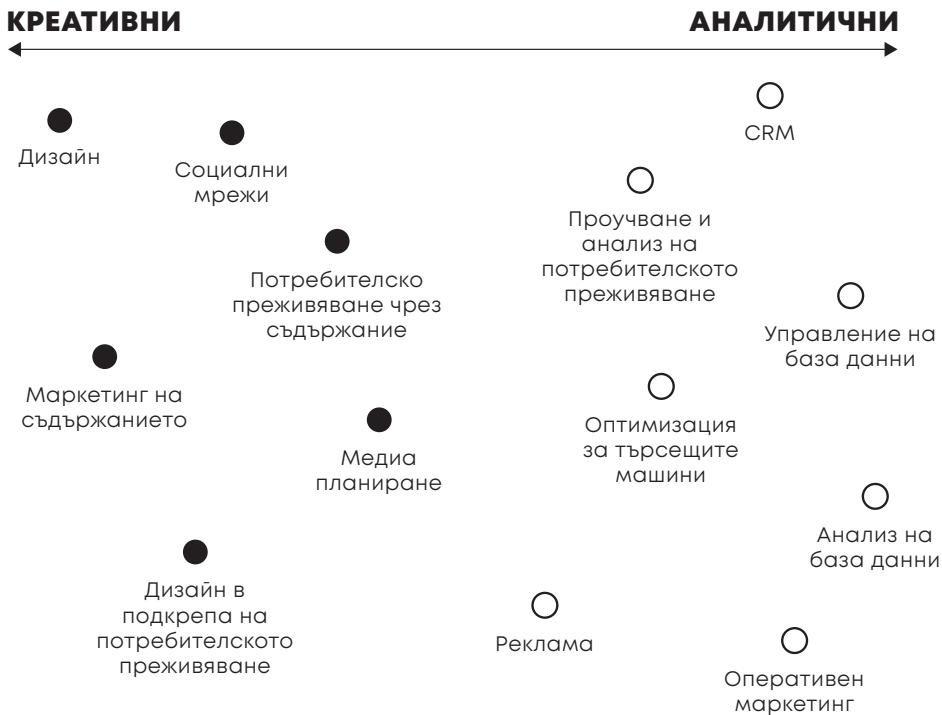 КРЕАТИВНИ
АНАЛИТИЧНИ
CRM
Дизайн
Социални
мрежи
Проучване и
анализ на
потребителското
преживяване
Потребителско
преживяване чрез
съдържание
Управление на
база данни
Маркетинг на
съдържанието
Оптимизация
за търсещите
машини
Медиа
планиране
Анализ на
база данни
Дизайн в
подкрепа на
потребителското
преживяване
Реклама
Оперативен
маркетинг